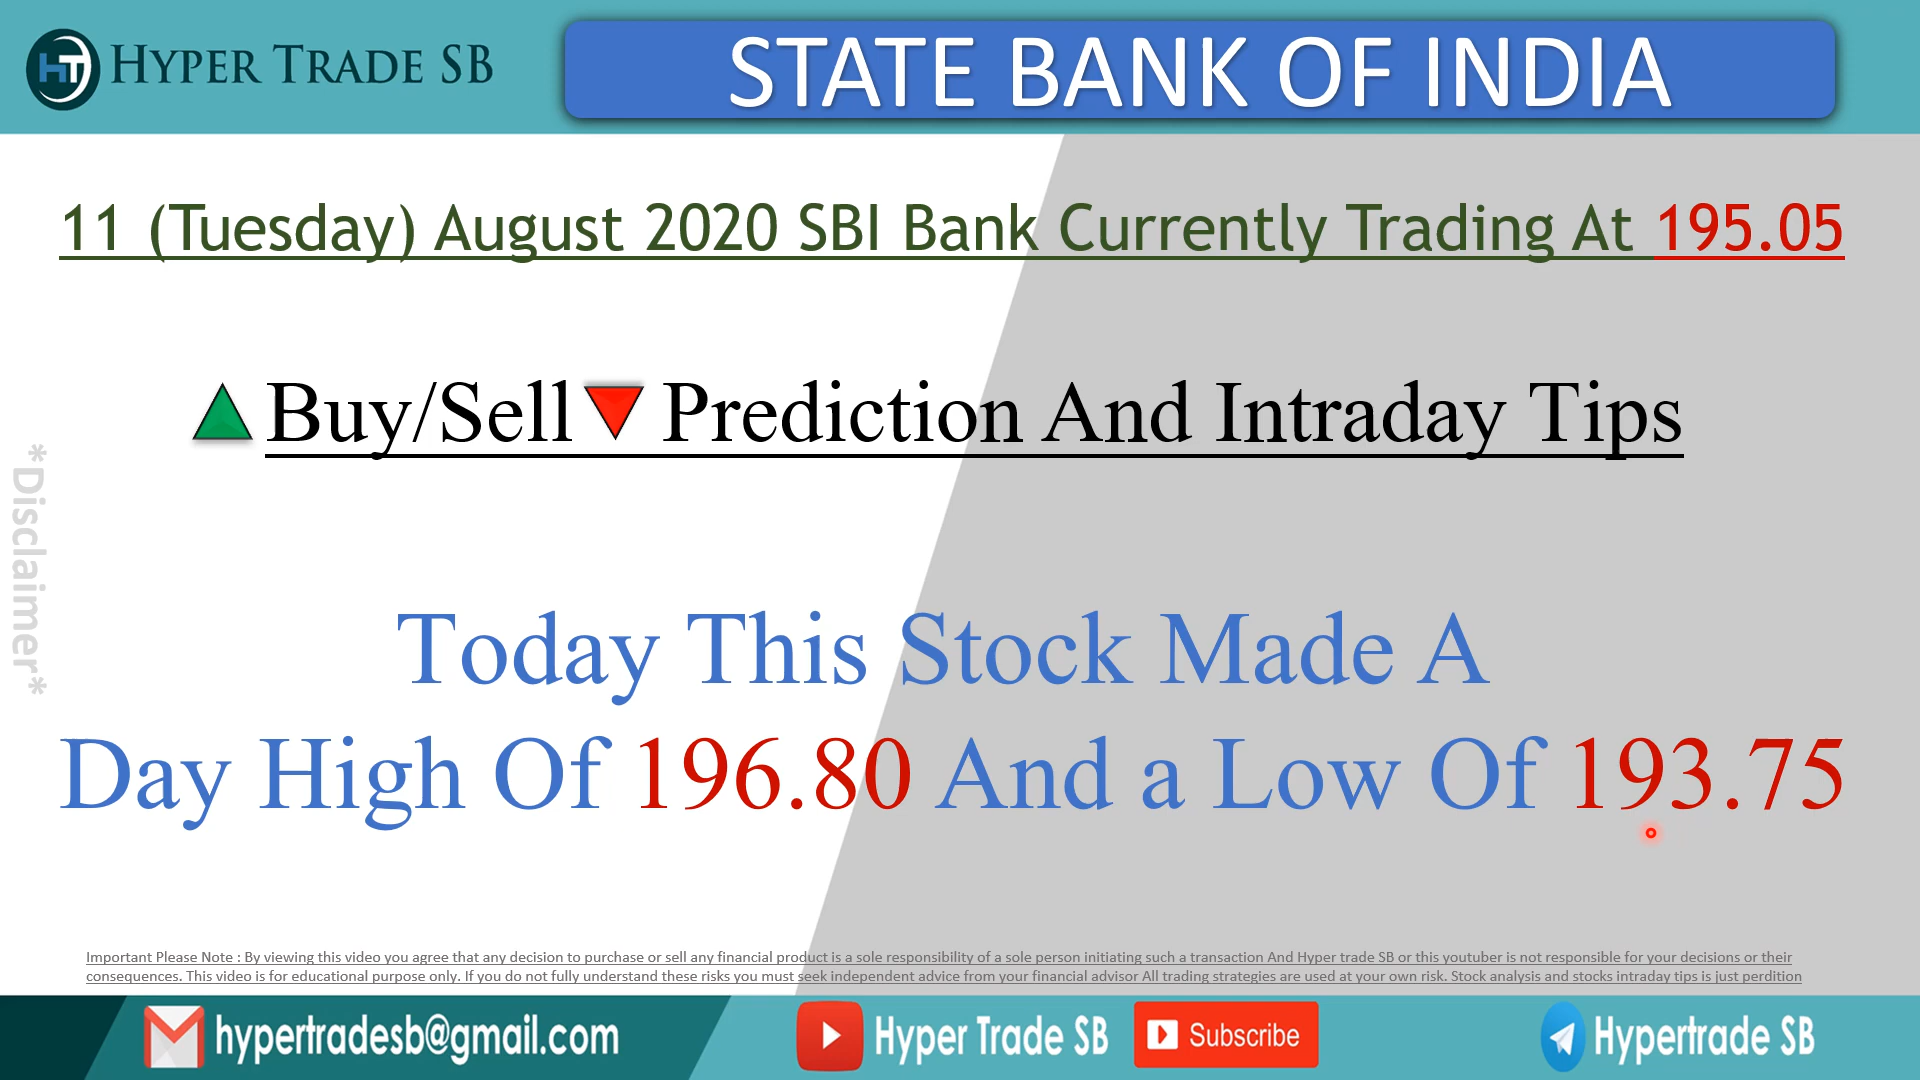 HT HYPER TRADE SB
STATE BANK OF INDIA
11 (Tuesday) August 2020 SBI Bank Currently Trading At 195.05
Buy/Sell Prediction And Intraday Tips
*Disclaimer*
Today This Stock Made A
Day High Of 196.80 And a Low Of 193.75
Important Please Note : By viewing this video you agree that any decision to purchase or sell any financial product is a sole responsibility of a sole person initiating such a transaction And Hyper trade SB or this youtuber is not responsible for your decisions or their
consequences. This video is for educational purpose only. If you do not fully understand these risks you must seek independent advice from your financial advisor All trading strategies are used at your own risk. Stock analysis and stocks intraday tips is just perdition
hypertradesb@gmail.com Hyper Trade SB Subscribe Hypertrade SB